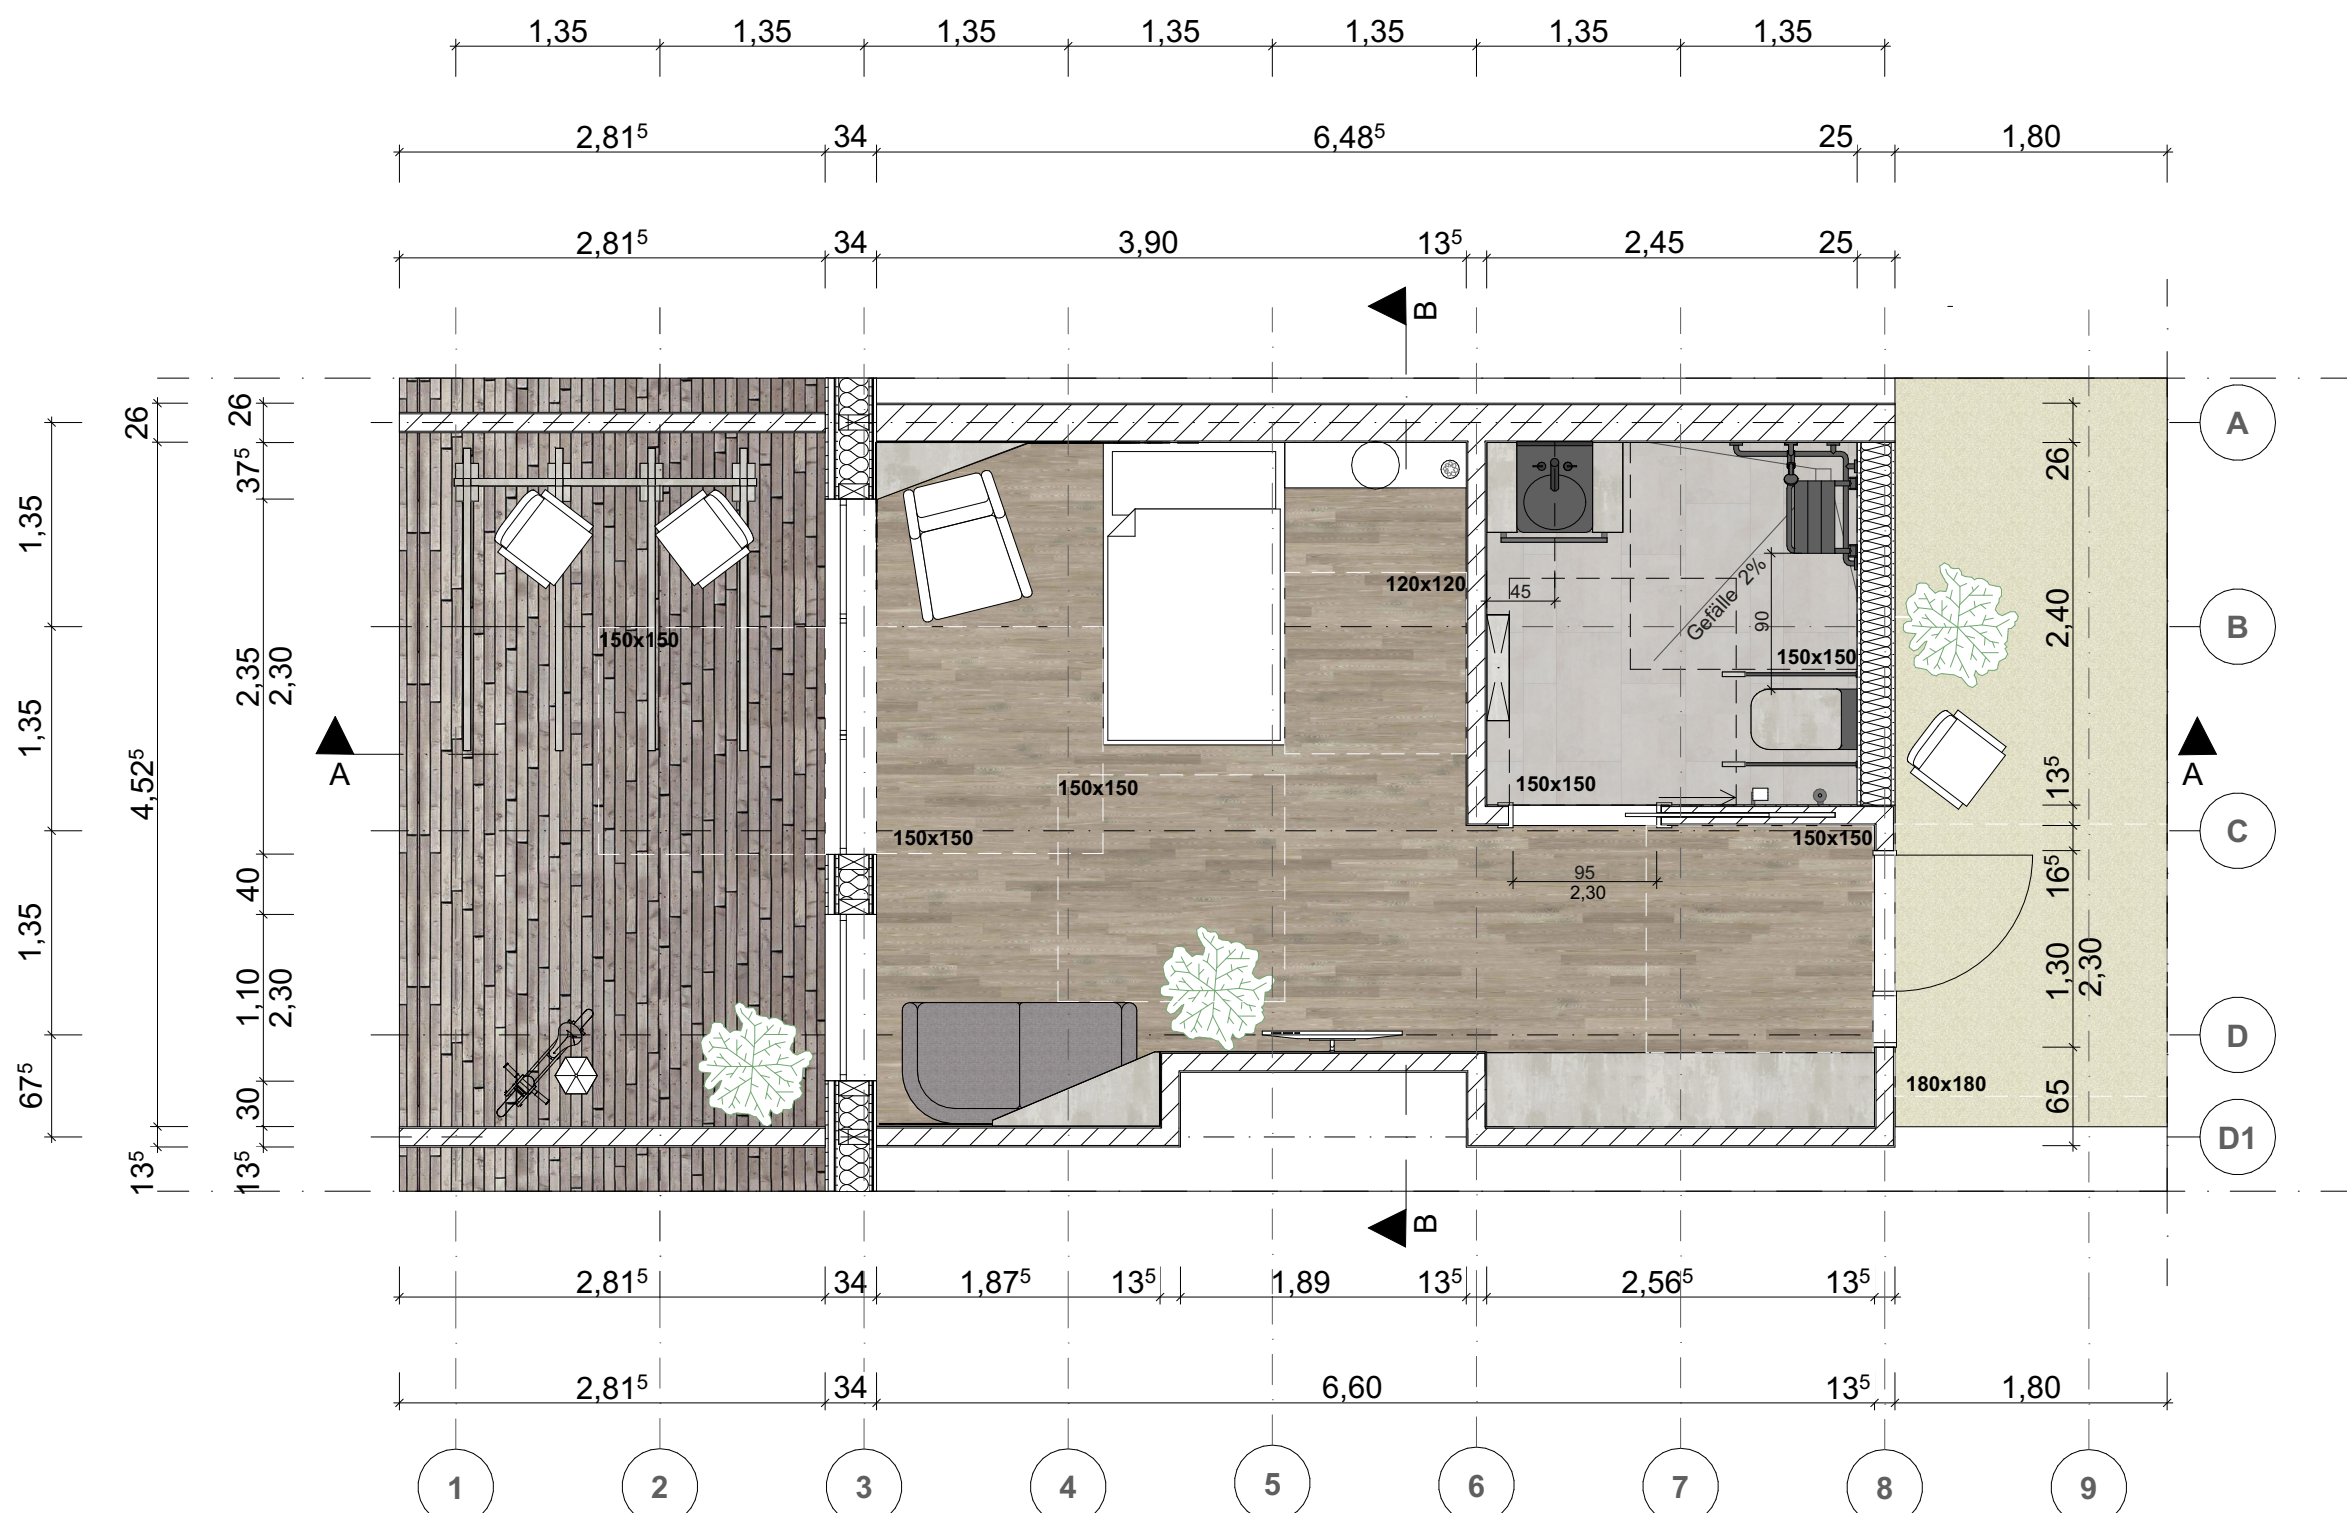 1,35 1,35 1,35 1,35 1,35 1,35 1,35
2,81⁵ 34 6,48⁵ 25 1,80
2,81⁵ 34 3,90 13⁵ 2,45 25
B
26 26 A
37⁵ 26
1,35
120x120 45 Gefälle 2% 90
150x150 2,35 2,30 2,40 B
150x150
1,35 A 4,52⁵ 150x150 150x150 13⁵ A
150x150 150x150 C
40 95 16⁵
2,30
1,35 1,10 2,30 1,30 2,30
D
67⁵ 30 180x180 65
D1
13⁵ 13⁵
B
2,81⁵ 34 1,87⁵ 13⁵ 1,89 13⁵ 2,56⁵ 13⁵
2,81⁵ 34 6,60 13⁵ 1,80
1 2 3 4 5 6 7 8 9